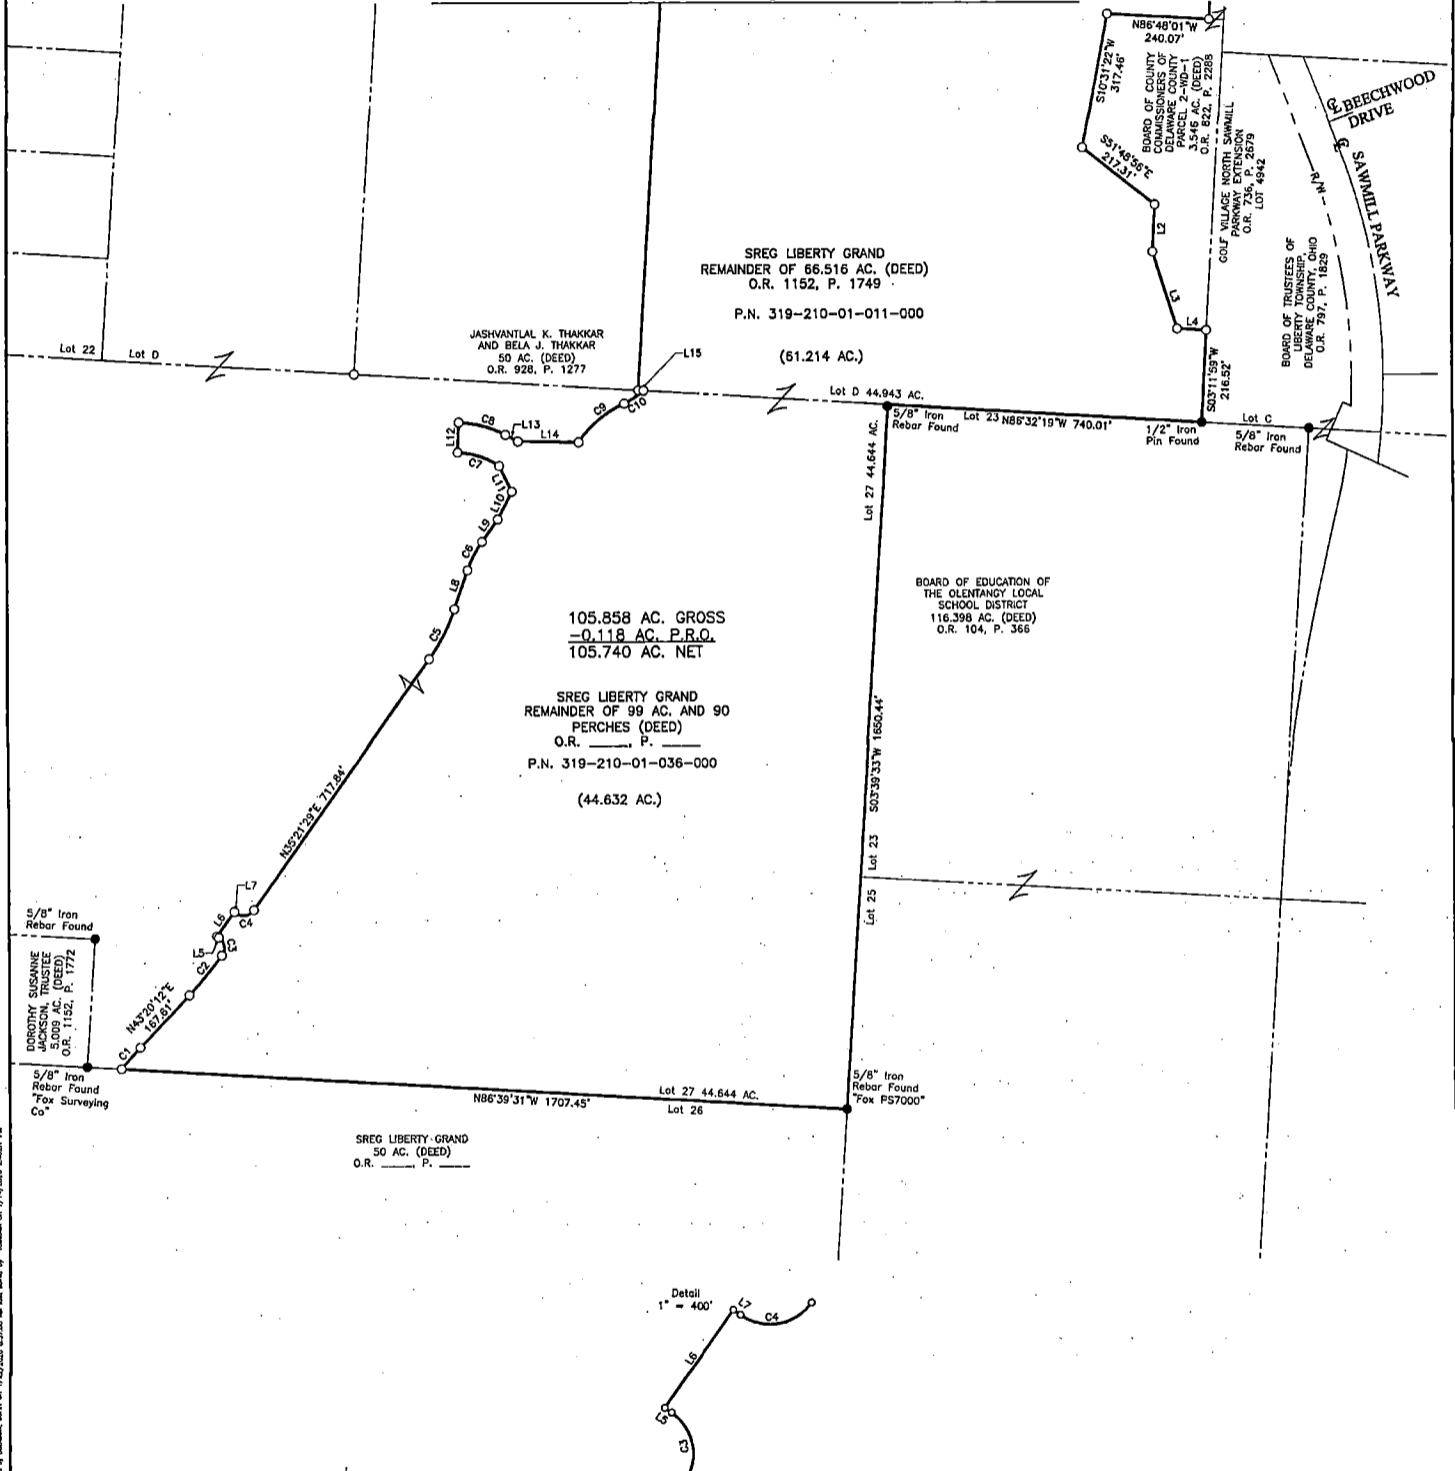 N86°48'01"W
240.07'
S10°31'22"W
317.46'
BOARD OF COUNTY
COMMISSIONERS OF
DELAWARE COUNTY
PARCEL 2-WD-1
3.546 AC. (DEED)
O.R. 822, P. 2288
S51°48'56"E
217.31'
L2
L3
L4
GOLF VILLAGE NORTH SAWMILL
PARKWAY EXTENSION
O.R. 736, P. 2679
LOT 4942
BEECHWOOD
DRIVE
SAWMILL PARKWAY
R/W
BOARD OF TRUSTEES OF
LIBERTY TOWNSHIP,
DELAWARE COUNTY, OHIO
O.R. 797, P. 1829
S03°11'59"W
216.52'
SREG LIBERTY GRAND
REMAINDER OF 66.516 AC. (DEED)
O.R. 1152, P. 1749
P.N. 319-210-01-011-000
(61.214 AC.)
JASHVANTLAL K. THAKKAR
AND BELA J. THAKKAR
50 AC. (DEED)
O.R. 928, P. 1277
L15
Lot 22
Lot D
Lot D 44.943 AC.
5/8" Iron
Rebar Found
Lot 23
N86°32'19"W 740.01'
1/2" Iron
Pin Found
Lot C
5/8" Iron
Rebar Found
C10
C9
C8
L13
L14
L12
C7
L11
L10
L9
C6
L8
C5
Lot 27 44.644 AC.
BOARD OF EDUCATION OF
THE OLENTANGY LOCAL
SCHOOL DISTRICT
116.398 AC. (DEED)
O.R. 104, P. 366
105.858 AC. GROSS
-0.118 AC. P.R.O.
105.740 AC. NET
SREG LIBERTY GRAND
REMAINDER OF 99 AC. AND 90
PERCHES (DEED)
O.R. ____, P. ____
P.N. 319-210-01-036-000
(44.632 AC.)
S03°39'33"W 1650.44'
N35°21'29"E 717.84'
Lot 23
Lot 25
L7
C4
L6
L5
C3
C2
5/8" Iron
Rebar Found
DOROTHY SUSANNE
JACKSON, TRUSTEE
5.009 AC. (DEED)
O.R. 1152, P. 1772
N43°20'12"E
167.61'
C1
5/8" Iron
Rebar Found
"Fox Surveying
Co"
N86°39'31"W 1707.45'
Lot 27 44.644 AC.
Lot 26
5/8" Iron
Rebar Found
"Fox PS7000"
SREG LIBERTY GRAND
50 AC. (DEED)
O.R. ____, P. ____
Detail
1" = 400'
L7
C4
L6
L5
C3